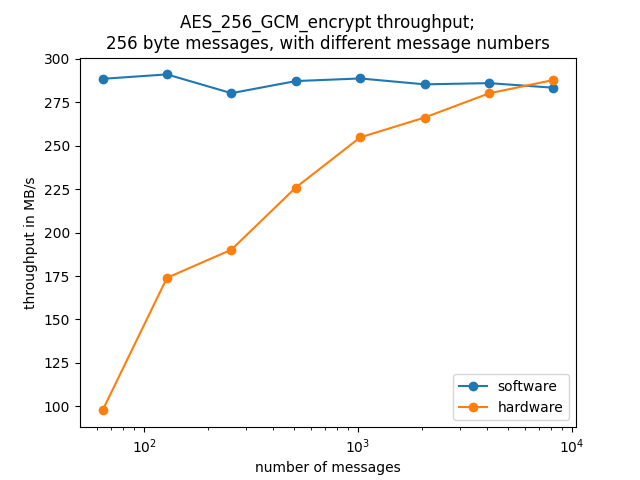 AES_256_GCM_encrypt throughput;
256 byte messages, with different message numbers
300
275
250
225
200
175
150
125
100
throughput in MB/s
software
hardware
10²
10³
10⁴
number of messages